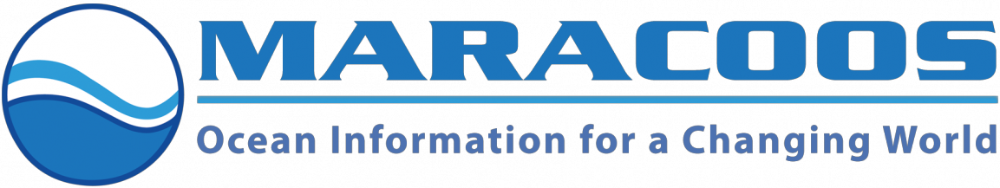 MARACOOS
Ocean Information for a Changing World